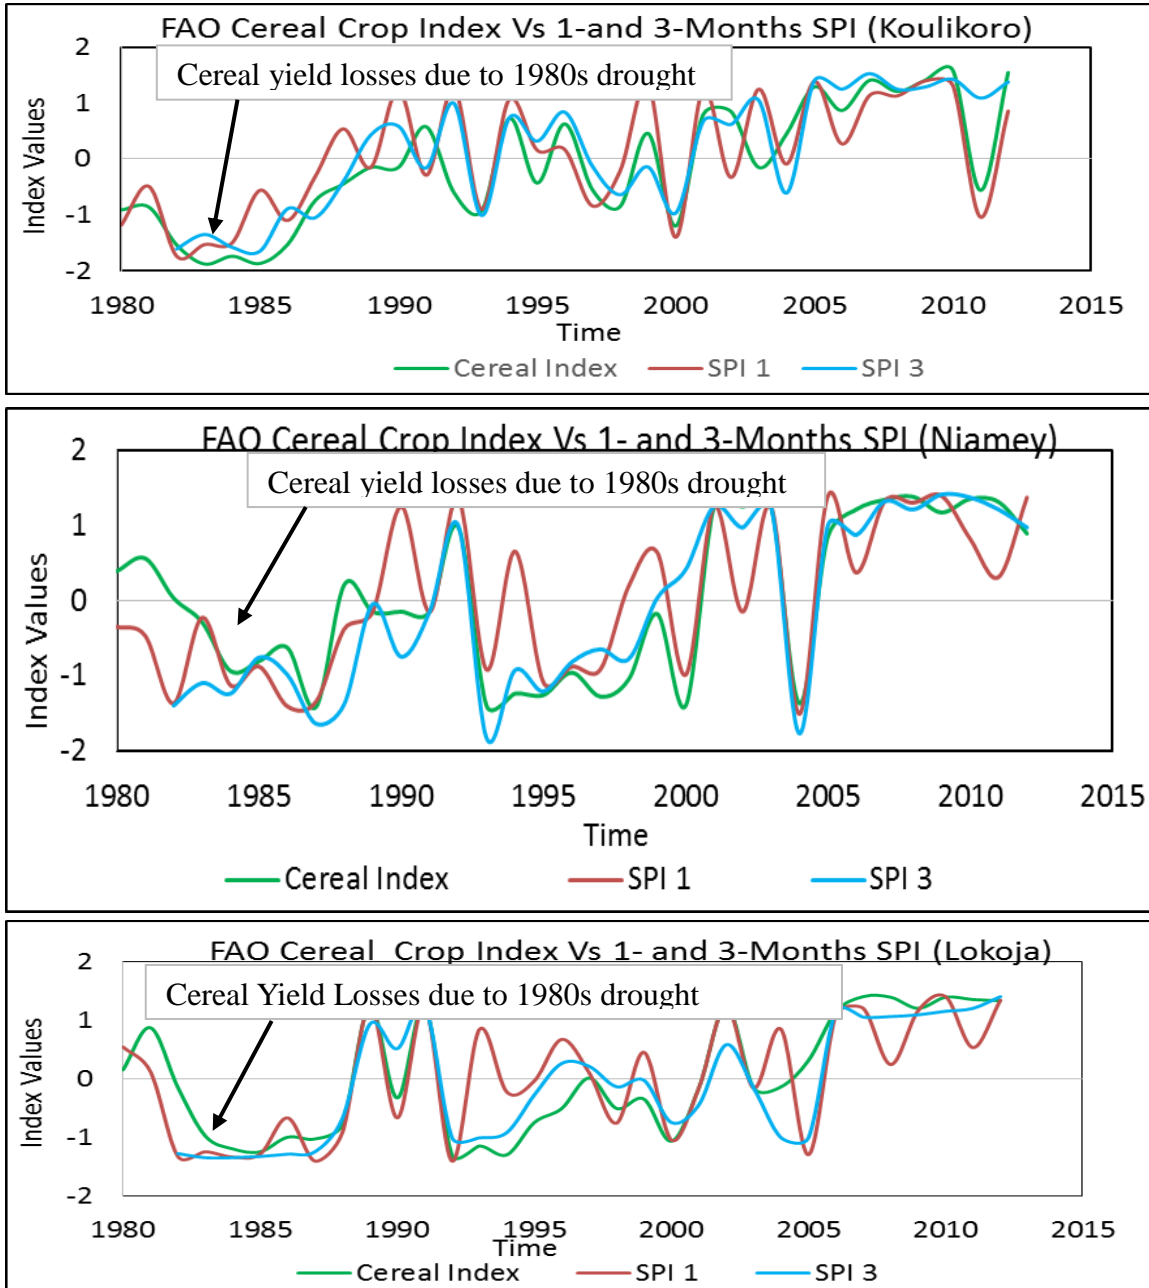 FAO Cereal Crop Index Vs 1-and 3-Months SPI (Koulikoro)
Cereal yield losses due to 1980s drought
Index Values
2
1
0
-1
-2
1980 1985 1990 1995 2000 2005 2010 2015
Time
Cereal Index SPI 1 SPI 3
FAO Cereal Crop Index Vs 1- and 3-Months SPI (Niamey)
Cereal yield losses due to 1980s drought
Index Values
2
1
0
-1
-2
1980 1985 1990 1995 2000 2005 2010 2015
Time
Cereal Index SPI 1 SPI 3
FAO Cereal Crop Index Vs 1- and 3-Months SPI (Lokoja)
Cereal Yield Losses due to 1980s drought
Index Values
2
1
0
-1
-2
1980 1985 1990 1995 2000 2005 2010 2015
Time
Cereal Index SPI 1 SPI 3